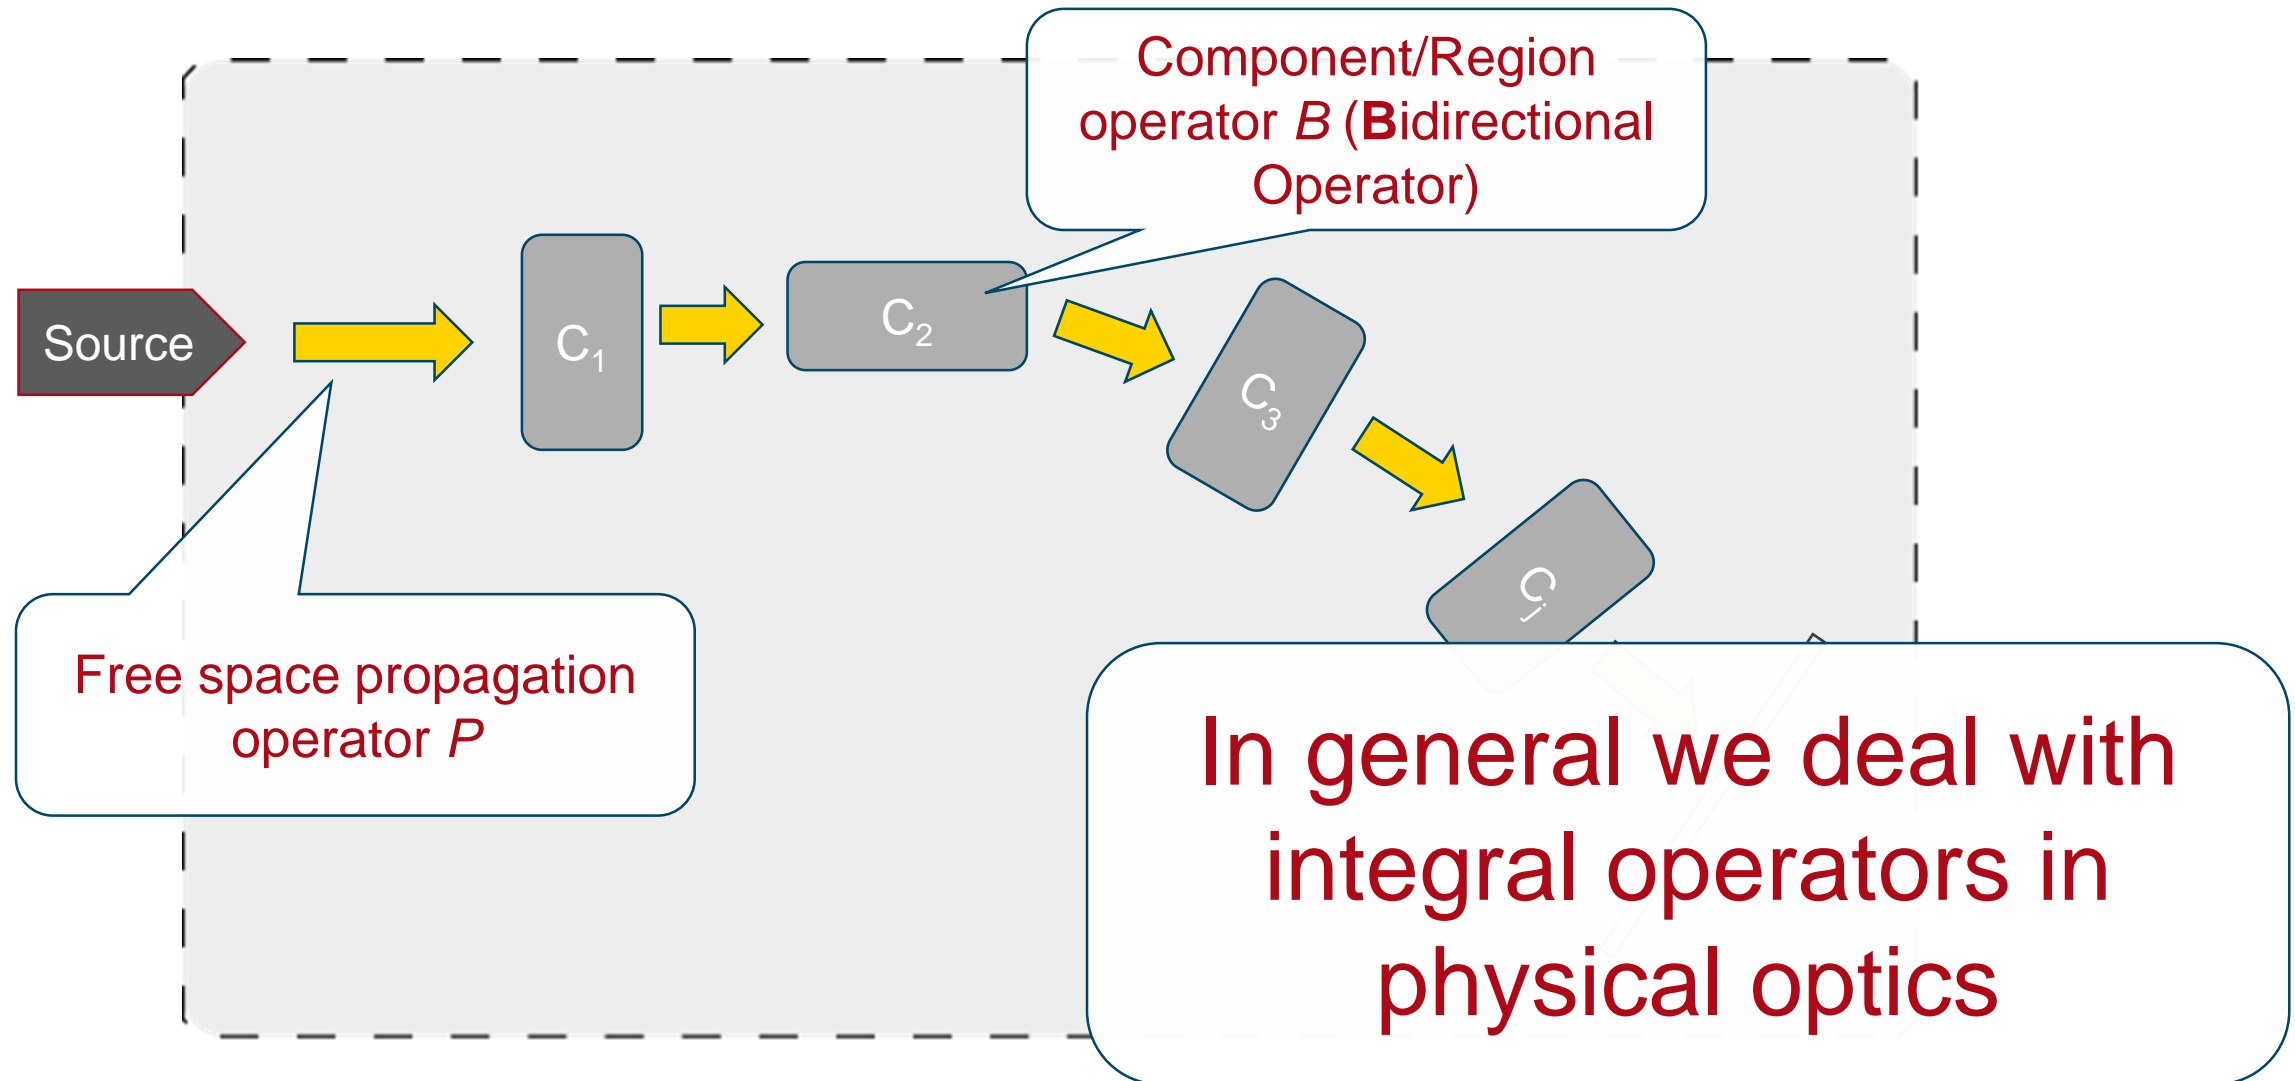 Component/Region
operator B (Bidirectional
Operator)
Source
C₁
C₂
C₃
Cⱼ
Free space propagation
operator P
In general we deal with
integral operators in
physical optics